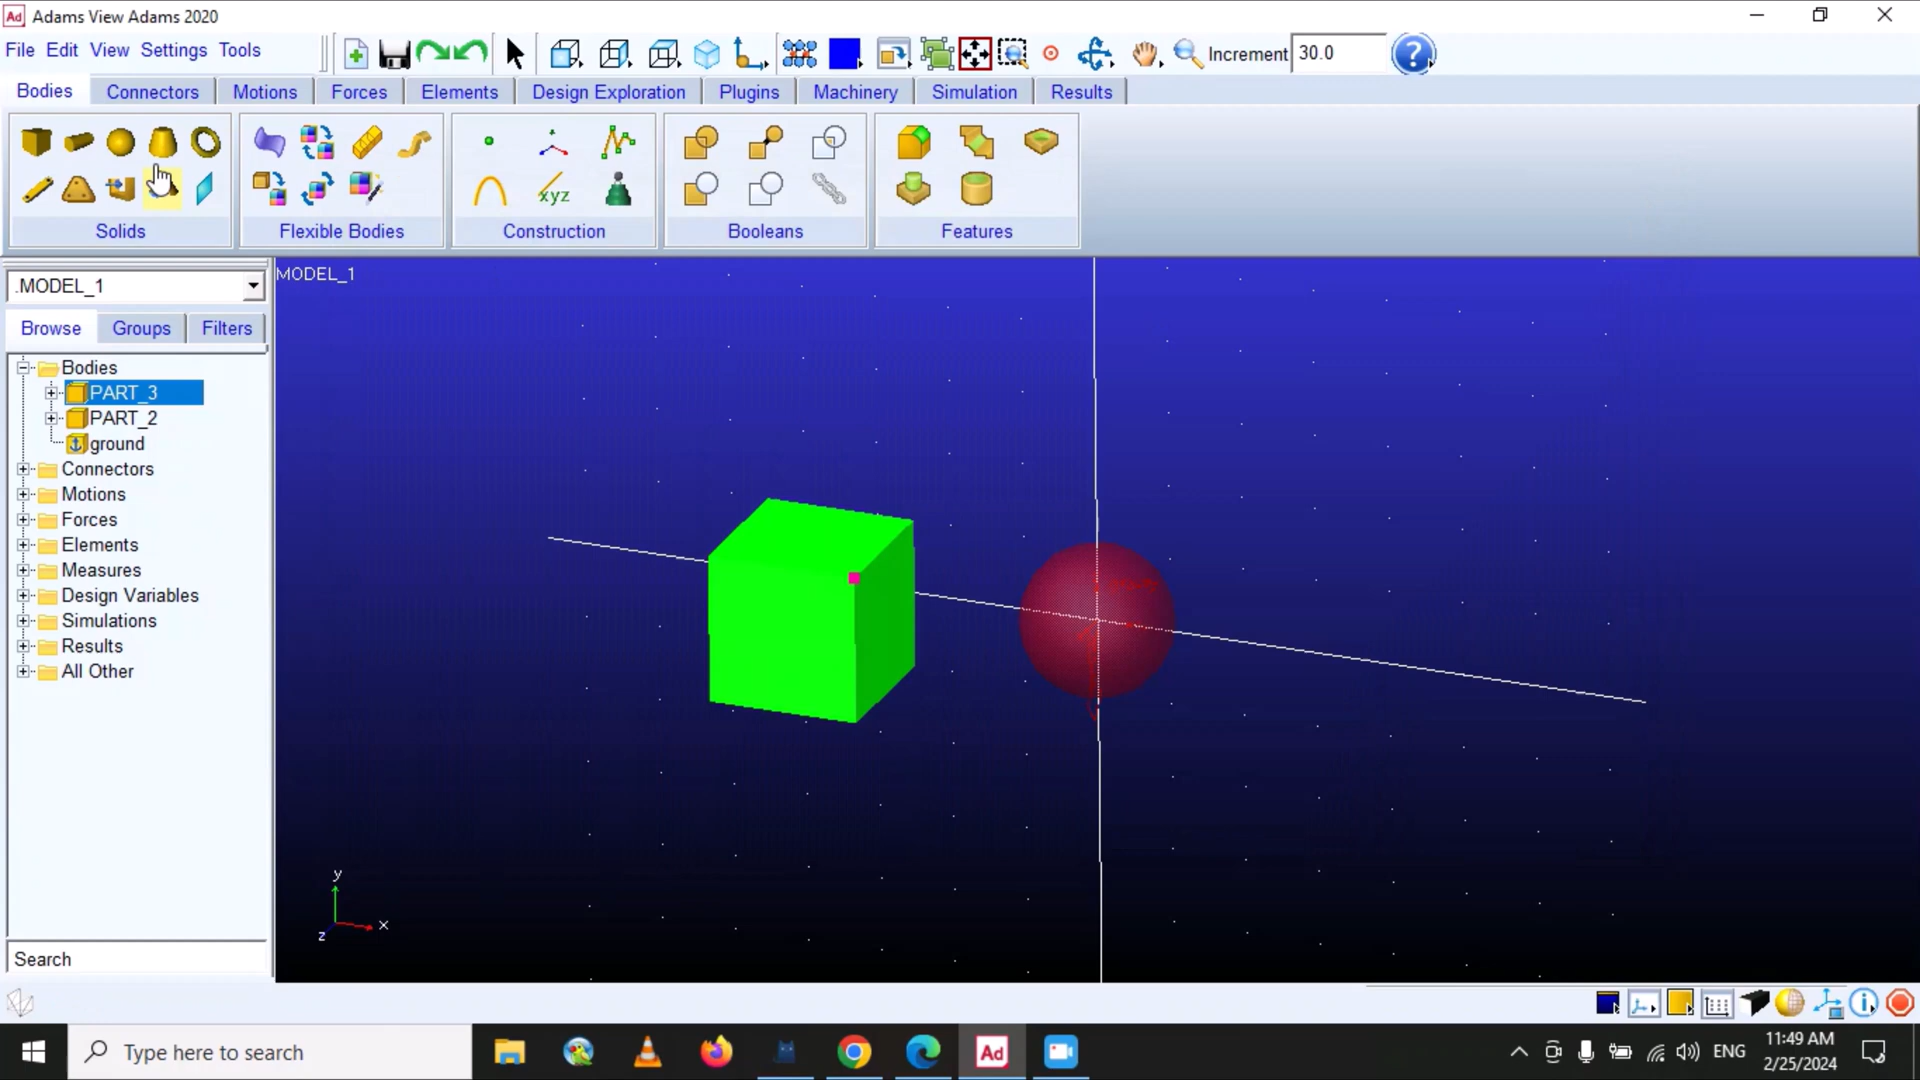 Ad Adams View Adams 2020
File Edit View Settings Tools
Increment 30.0
Bodies Connectors Motions Forces Elements Design Exploration Plugins Machinery Simulation Results
xyz
Solids Flexible Bodies Construction Booleans Features
.MODEL_1
MODEL_1
Browse Groups Filters
Bodies
PART_3
PART_2
ground
Connectors
Motions
Forces
Elements
Measures
Design Variables
Simulations
Results
All Other
y
x
z
Search
Type here to search
Ad
ENG
11:49 AM
2/25/2024